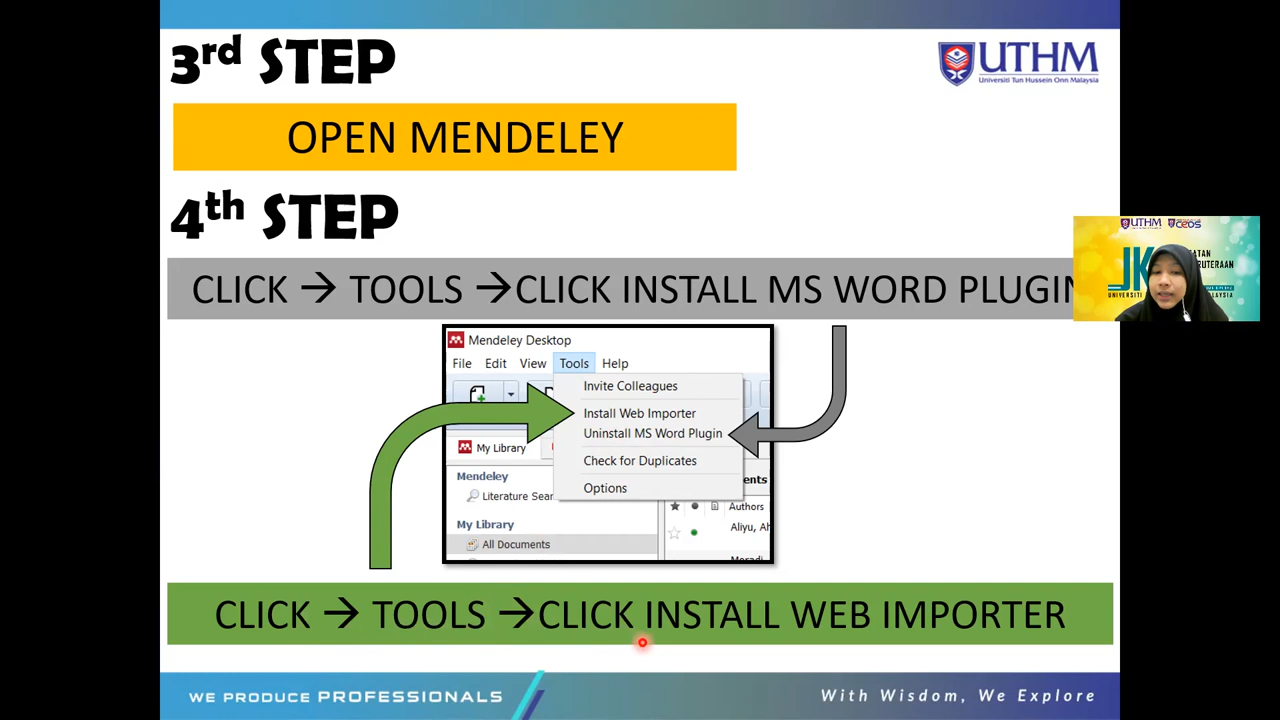 3rd STEP
UTHM
Universiti Tun Hussein Onn Malaysia
OPEN MENDELEY
4th STEP
CLICK → TOOLS → CLICK INSTALL MS WORD PLUGIN
UTHM
Mendeley Desktop
File Edit View Tools Help
Invite Colleagues
Install Web Importer
Uninstall MS Word Plugin
Check for Duplicates
Options
My Library
Mendeley
Literature Sear
My Library
All Documents
Authors
Aliyu, Ah
CLICK → TOOLS → CLICK INSTALL WEB IMPORTER
WE PRODUCE PROFESSIONALS
With Wisdom, We Explore